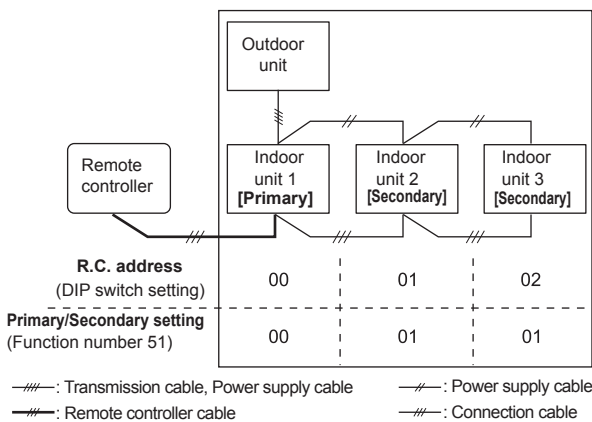 Outdoor
unit
Remote
controller
Indoor
unit 1
[Primary]
Indoor
unit 2
[Secondary]
Indoor
unit 3
[Secondary]
R.C. address
(DIP switch setting)
00
01
02
Primary/Secondary setting
(Function number 51)
00
01
01
: Transmission cable, Power supply cable
: Power supply cable
: Remote controller cable
: Connection cable